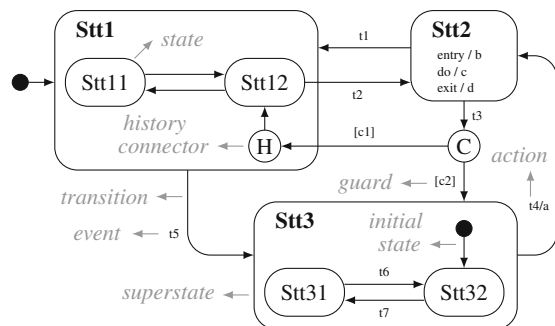 Stt1
state
Stt11
Stt12
history
connector
H
t1
t2
Stt2
entry / b
do / c
exit / d
t3
[c1]
C
action
transition
guard
[c2]
t4/a
event
t5
Stt3
initial
state
superstate
Stt31
t6
t7
Stt32